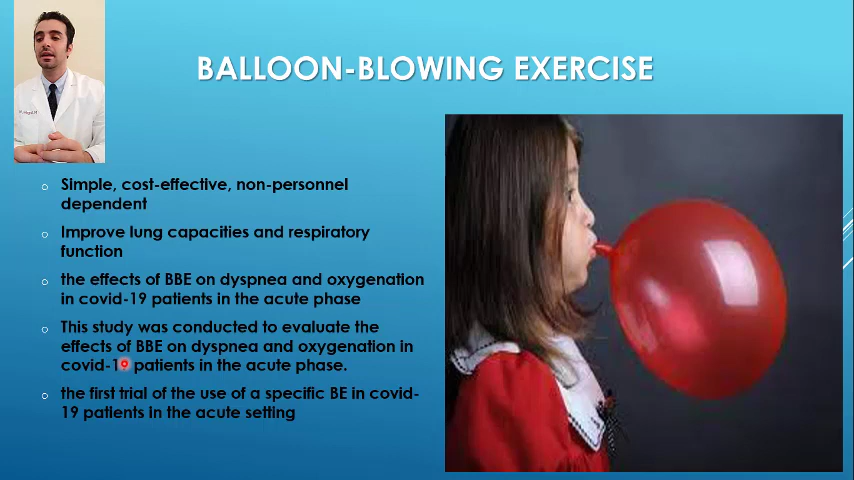 BALLOON-BLOWING EXERCISE
Simple, cost-effective, non-personnel
dependent
Improve lung capacities and respiratory
function
the effects of BBE on dyspnea and oxygenation
in covid-19 patients in the acute phase
This study was conducted to evaluate the
effects of BBE on dyspnea and oxygenation in
covid-19 patients in the acute phase.
the first trial of the use of a specific BE in covid-
19 patients in the acute setting